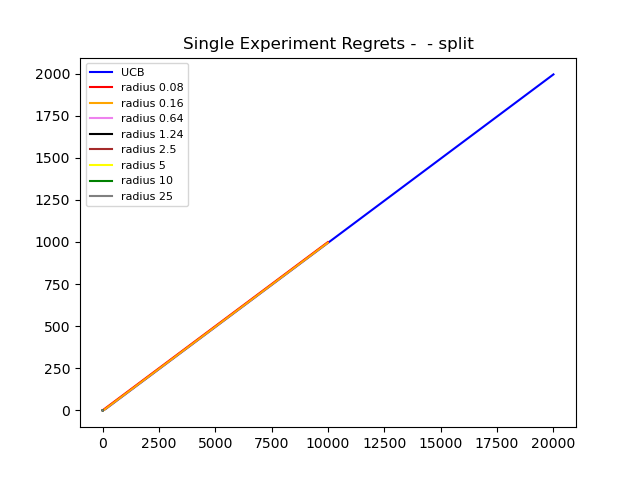 Single Experiment Regrets -  - split
UCB
radius 0.08
radius 0.16
radius 0.64
radius 1.24
radius 2.5
radius 5
radius 10
radius 25
2000
1750
1500
1250
1000
750
500
250
0
0 2500 5000 7500 10000 12500 15000 17500 20000